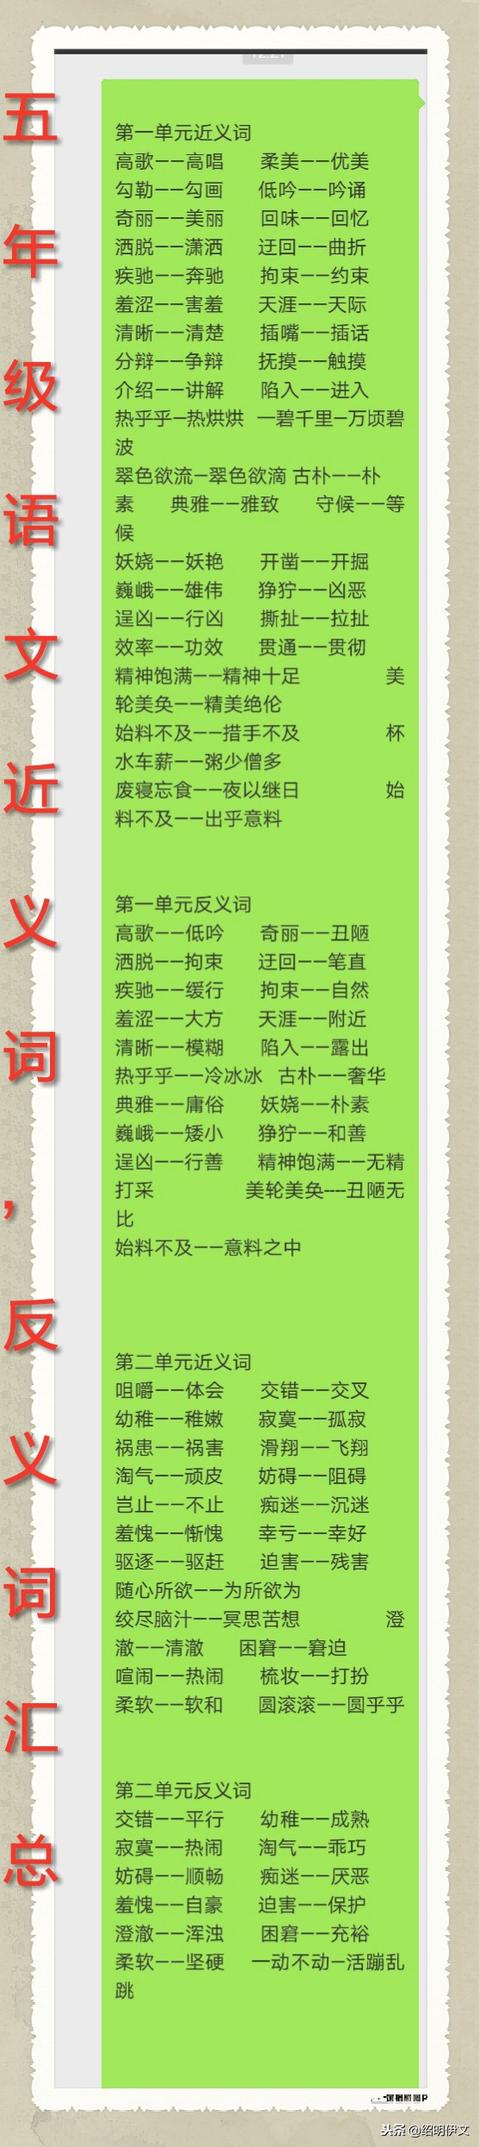 五年级语文近义词,反义词汇总
12:21
第一单元近义词
高歌——高唱 柔美——优美
勾勒——勾画 低吟——吟诵
奇丽——美丽 回味——回忆
洒脱——潇洒 迂回——曲折
疾驰——奔驰 拘束——约束
羞涩——害羞 天涯——天际
清晰——清楚 插嘴——插话
分辩——争辩 抚摸——触摸
介绍——讲解 陷入——进入
热乎乎—热烘烘 一碧千里—万顷碧
波
翠色欲流—翠色欲滴 古朴——朴
素 典雅——雅致 守候——等
候
妖娆——妖艳 开凿——开掘
巍峨——雄伟 狰狞——凶恶
逞凶——行凶 撕扯——拉扯
效率——功效 贯通——贯彻
精神饱满——精神十足 美
轮美奂——精美绝伦
始料不及——措手不及 杯
水车薪——粥少僧多
废寝忘食——夜以继日 始
料不及——出乎意料
第一单元反义词
高歌——低吟 奇丽——丑陋
洒脱——拘束 迂回——笔直
疾驰——缓行 拘束——自然
羞涩——大方 天涯——附近
清晰——模糊 陷入——露出
热乎乎——冷冰冰 古朴——奢华
典雅——庸俗 妖娆——朴素
巍峨——矮小 狰狞——和善
逞凶——行善 精神饱满——无精
打采 美轮美奂----丑陋无
比
始料不及——意料之中
第二单元近义词
咀嚼——体会 交错——交叉
幼稚——稚嫩 寂寞——孤寂
祸患——祸害 滑翔——飞翔
淘气——顽皮 妨碍——阻碍
岂止——不止 痴迷——沉迷
羞愧——惭愧 幸亏——幸好
驱逐——驱赶 迫害——残害
随心所欲——为所欲为
绞尽脑汁——冥思苦想 澄
澈——清澈 困窘——窘迫
喧闹——热闹 梳妆——打扮
柔软——软和 圆滚滚——圆乎乎
第二单元反义词
交错——平行 幼稚——成熟
寂寞——热闹 淘气——乖巧
妨碍——顺畅 痴迷——厌恶
羞愧——自豪 迫害——保护
澄澈——浑浊 困窘——充裕
柔软——坚硬 一动不动—活蹦乱
跳
头条 @绍明伊文